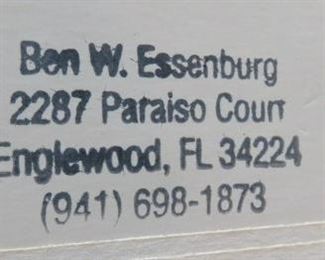 Ben W. Essenburg
2287 Paraiso Court
Englewood, FL 34224
(941) 698-1873